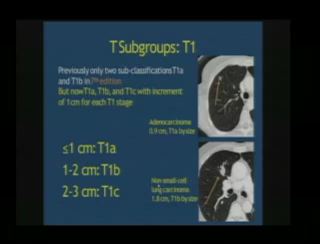 T Subgroups: T1
Previously only two sub-classifications T1a
and T1b in 7th edition
But now T1a, T1b, and T1c with increment
of 1cm for each T1 stage
Adenocarcinoma
0.9 cm, T1a by size
≤1 cm: T1a
1-2 cm: T1b
2-3 cm: T1c
Non-small-cell
lung carcinoma
1.8 cm, T1b by size